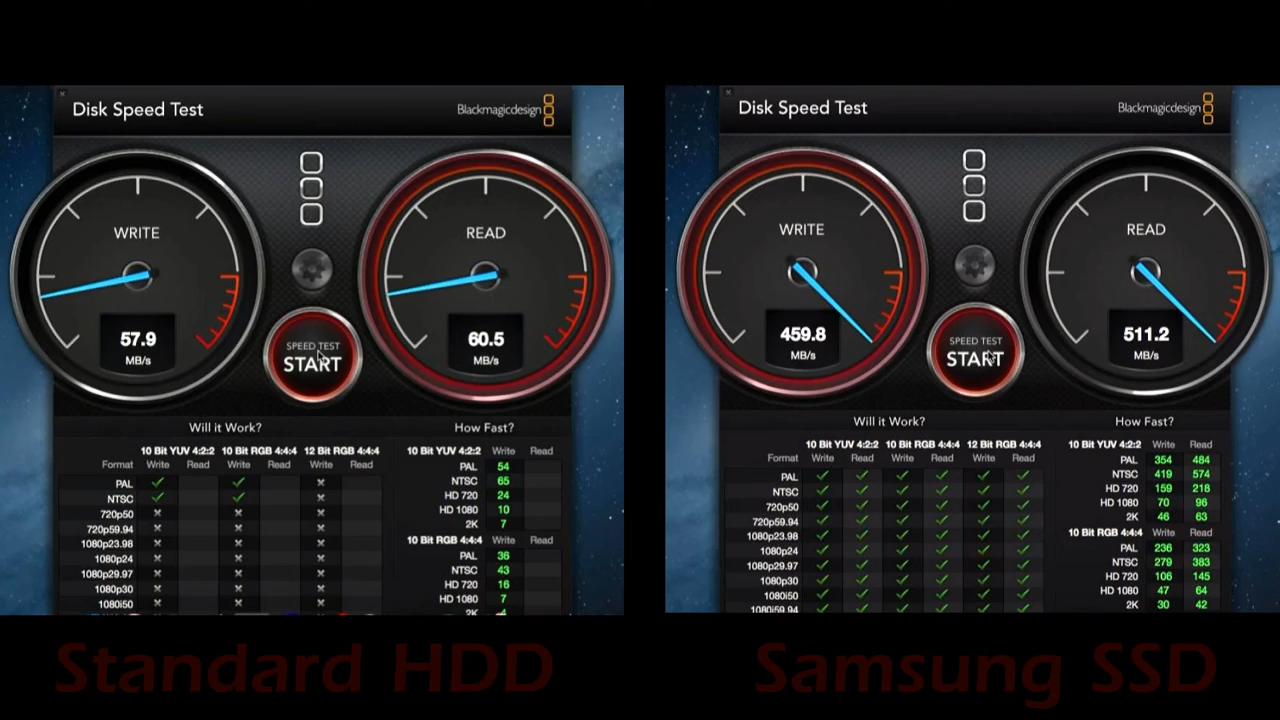 Disk Speed Test
Blackmagicdesign
WRITE
57.9
MB/s
READ
60.5
MB/s
SPEED TEST
START
Will it Work?
How Fast?
10 Bit YUV 4:2:2 10 Bit RGB 4:4:4 12 Bit RGB 4:4:4
Format Write Read Write Read Write Read
PAL
NTSC
720p50
720p59.94
1080p23.98
1080p24
1080p29.97
1080p30
1080i50
10 Bit YUV 4:2:2 Write Read
PAL 54
NTSC 65
HD 720 24
HD 1080 10
2K 7
10 Bit RGB 4:4:4 Write Read
PAL 36
NTSC 43
HD 720 16
HD 1080 7
2K 4
Standard HDD
Disk Speed Test
Blackmagicdesign
WRITE
459.8
MB/s
READ
511.2
MB/s
SPEED TEST
START
Will it Work?
How Fast?
10 Bit YUV 4:2:2 10 Bit RGB 4:4:4 12 Bit RGB 4:4:4
Format Write Read Write Read Write Read
PAL
NTSC
720p50
720p59.94
1080p23.98
1080p24
1080p29.97
1080p30
1080i50
1080i59.94
10 Bit YUV 4:2:2 Write Read
PAL 354 484
NTSC 419 574
HD 720 159 218
HD 1080 70 96
2K 46 63
10 Bit RGB 4:4:4 Write Read
PAL 236 323
NTSC 279 383
HD 720 106 145
HD 1080 47 64
2K 30 42
Samsung SSD